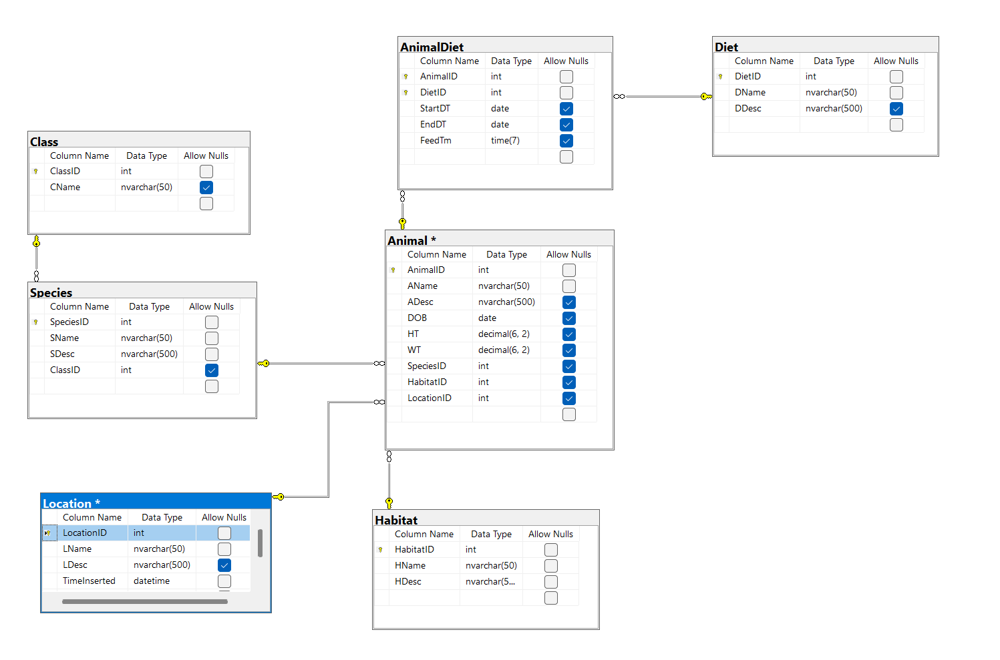 AnimalDiet
Column Name Data Type Allow Nulls
AnimalID int
DietID int
StartDT date
EndDT date
FeedTm time(7)
Diet
Column Name Data Type Allow Nulls
DietID int
DName nvarchar(50)
DDesc nvarchar(500)
Class
Column Name Data Type Allow Nulls
ClassID int
CName nvarchar(50)
Animal *
Column Name Data Type Allow Nulls
AnimalID int
AName nvarchar(50)
ADesc nvarchar(500)
DOB date
HT decimal(6, 2)
WT decimal(6, 2)
SpeciesID int
HabitatID int
LocationID int
Species
Column Name Data Type Allow Nulls
SpeciesID int
SName nvarchar(50)
SDesc nvarchar(500)
ClassID int
Location *
Column Name Data Type Allow Nulls
LocationID int
LName nvarchar(50)
LDesc nvarchar(500)
TimeInserted datetime
Habitat
Column Name Data Type Allow Nulls
HabitatID int
HName nvarchar(50)
HDesc nvarchar(5...